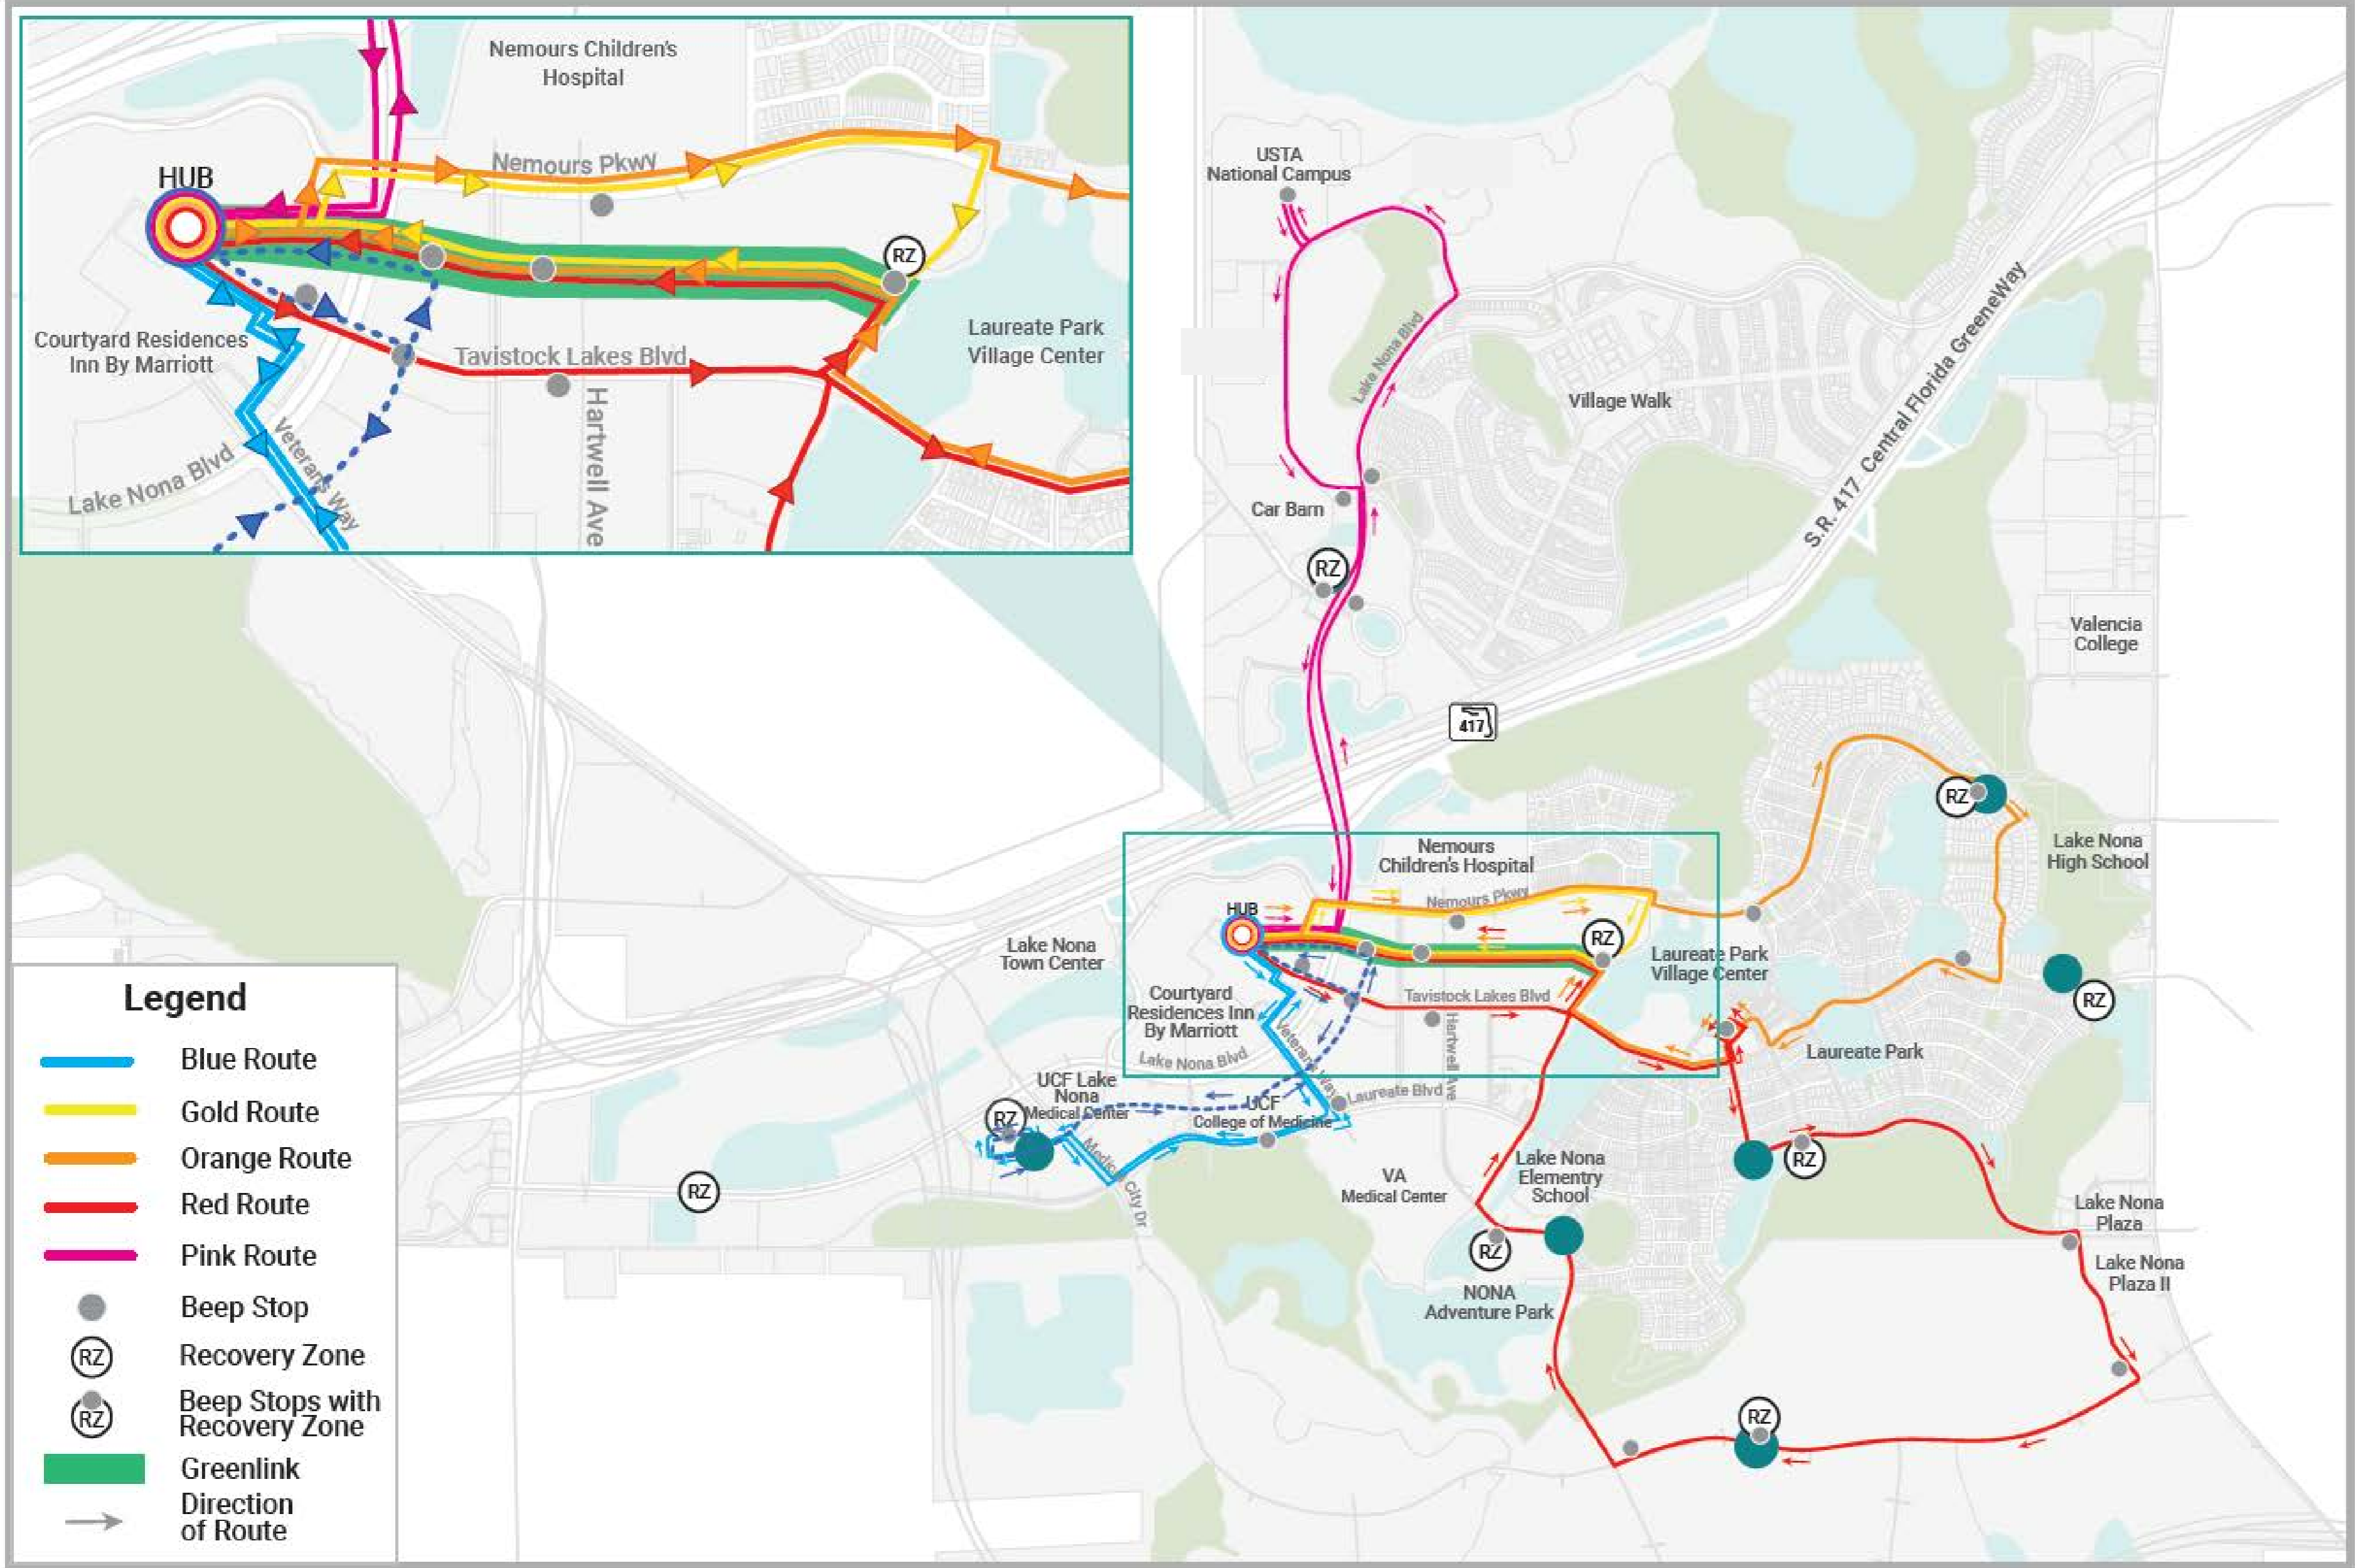 Nemours Children's
Hospital
HUB
Nemours Pkwy
RZ
Courtyard Residences
Inn By Marriott
Tavistock Lakes Blvd
Laureate Park
Village Center
Hartwell Ave
Veterans Way
Lake Nona Blvd
USTA
National Campus
Lake Nona Blvd
Village Walk
S.R. 417 Central Florida GreeneWay
Car Barn
RZ
Valencia
College
417
RZ
Lake Nona
High School
Nemours
Children's Hospital
Nemours Pkwy
HUB
RZ
Lake Nona
Town Center
Laureate Park
Village Center
RZ
Courtyard
Residences Inn
By Marriott
Tavistock Lakes Blvd
Hartwell Ave
Veterans Way
Lake Nona Blvd
Laureate Park
UCF Lake
Nona
Medical Center
RZ
Laureate Blvd
UCF
College of Medicine
Medical City Dr
RZ
VA
Medical Center
Lake Nona
Elementry
School
RZ
Lake Nona
Plaza
Lake Nona
Plaza II
RZ
NONA
Adventure Park
RZ
Legend
Blue Route
Gold Route
Orange Route
Red Route
Pink Route
Beep Stop
RZ
Recovery Zone
RZ
Beep Stops with
Recovery Zone
Greenlink
Direction
of Route